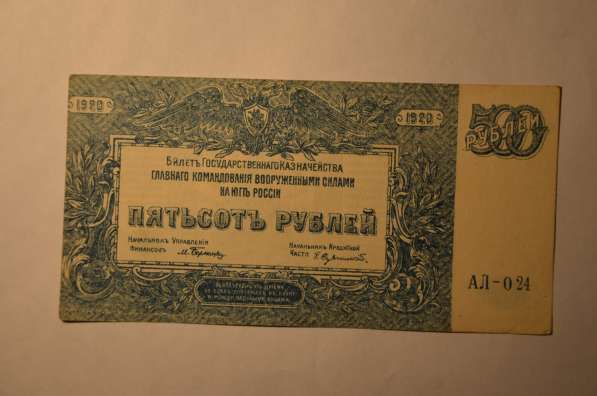 1920
1920
500
РУБЛЕЙ
БИЛЕТЪ ГОСУДАРСТВЕННАГО КАЗНАЧЕЙСТВА
ГЛАВНАГО КОМАНДОВАНІЯ ВООРУЖЕННЫМИ СИЛАМИ
НА ЮГѢ РОССІИ
ПЯТЬСОТЪ РУБЛЕЙ
НАЧАЛЬНИКЪ УПРАВЛЕНІЯ
ФИНАНСОВЪ
НАЧАЛЬНИКЪ КРЕДИТНОЙ
ЧАСТИ
АЛ-024